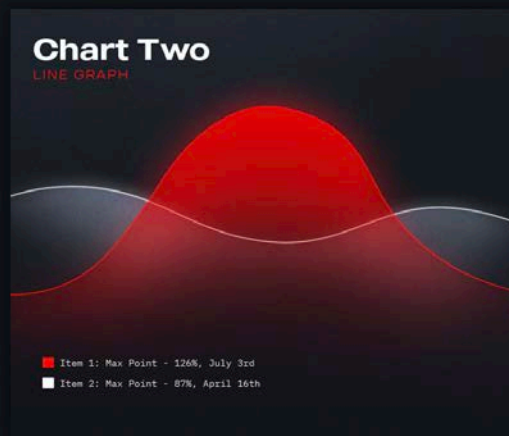 Chart Two
LINE GRAPH
Item 1: Max Point - 126%, July 3rd
Item 2: Max Point - 87%, April 16th